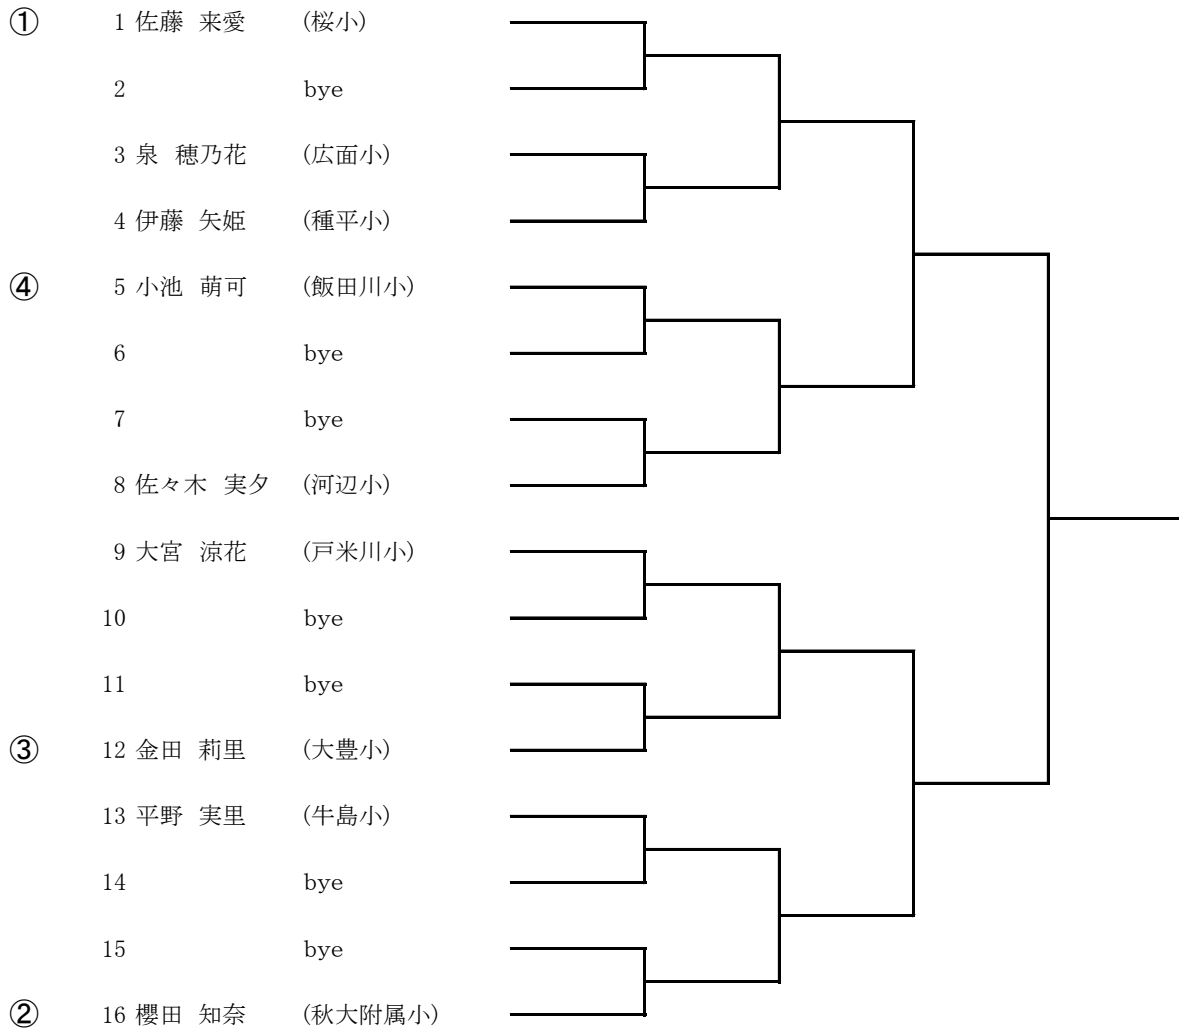 ① 1 佐藤 来愛 (桜小)
2 bye
3 泉 穂乃花 (広面小)
4 伊藤 矢姫 (種平小)
④ 5 小池 萌可 (飯田川小)
6 bye
7 bye
8 佐々木 実夕 (河辺小)
9 大宮 涼花 (戸米川小)
10 bye
11 bye
③ 12 金田 莉里 (大豊小)
13 平野 実里 (牛島小)
14 bye
15 bye
② 16 櫻田 知奈 (秋大附属小)